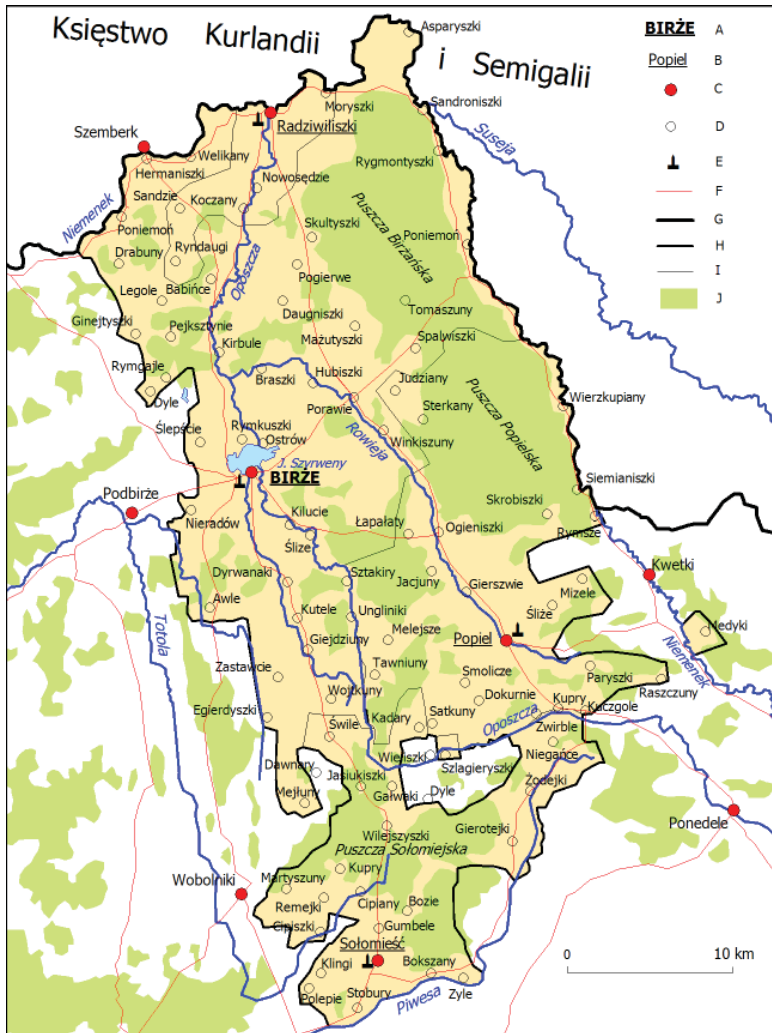 Księstwo Kurlandii i Semigalii
Asparyszki
BIRŻE A
Popiel B
C
D
E
F
G
H
I
J
Moryszki
Sandroniszki
Radziwiliszki
Szemberk
Suseja
Welikany
Hermaniszki
Rygmontyszki
Nowosędzie
Sandzie
Koczany
Niemenek
Poniemoń
Skultyszki
Puszcza Birżańska
Poniemoń
Drabuny
Ryndaugi
Oposzcza
Pogierwe
Legole
Babińce
Daugniszki
Tomaszuny
Ginejtyszki
Pejksztynie
Mażutyszki
Kirbule
Spalwiszki
Rymgajle
Braszki
Hubiszki
Judziany
Puszcza Popielska
Dyle
Porawie
Sterkany
Wierzkupiany
Ślepście
Rymkuszki
Ostrów
Rowieja
Winkiszuny
J. Szyrweny
BIRŻE
Siemianiszki
Podbirże
Skrobiszki
Nieradów
Kilucie
Łapałaty
Ogieniszki
Rymsze
Ślize
Kwetki
Dyrwanaki
Sztakiry
Jacjuny
Gierszwie
Mizele
Awle
Kutele
Ungliniki
Śliże
Totola
Medyki
Giejdziuny
Melejsze
Popiel
Niemenek
Zastawcie
Tawniuny
Smolicze
Paryszki
Raszczuny
Wojtkuny
Dokurnie
Kupry
Kuczgole
Egierdyszki
Kadary
Satkuny
Oposzcza
Świle
Żwirble
Wiejiszki
Niegańce
Dawnary
Szlagieryszki
Jasiukiszki
Żodejki
Mejłuny
Gaławki
Dyle
Ponedele
Wilejszyszki
Gierotejki
Puszcza Sołomiejska
Wobolniki
Kupry
Martyszuny
Remejki
Cipiany
Bozie
Cipiszki
Gumbele
Sołomieść
Klingi
Bokszany
0 10 km
Polepie
Stobury
Piwesa
Zyle